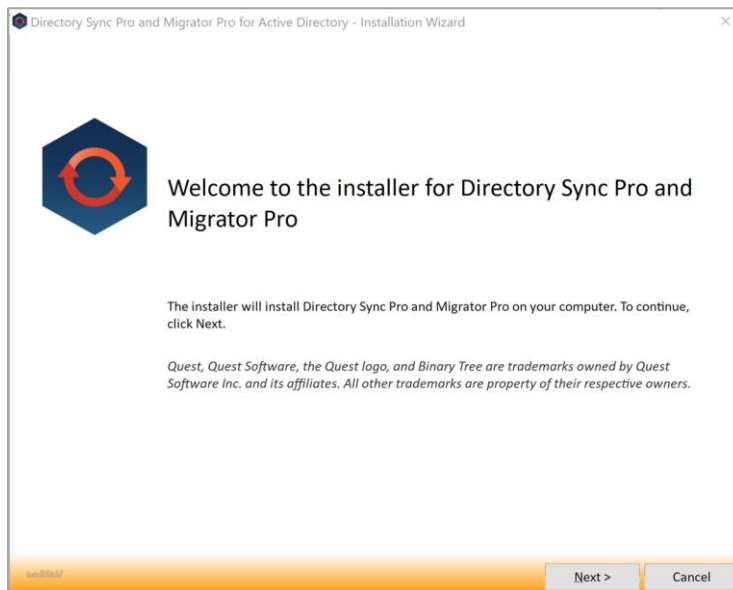 Directory Sync Pro and Migrator Pro for Active Directory - Installation Wizard
Welcome to the installer for Directory Sync Pro and
Migrator Pro
The installer will install Directory Sync Pro and Migrator Pro on your computer. To continue,
click Next.
Quest, Quest Software, the Quest logo, and Binary Tree are trademarks owned by Quest
Software Inc. and its affiliates. All other trademarks are property of their respective owners.
InstallShield
Next > Cancel